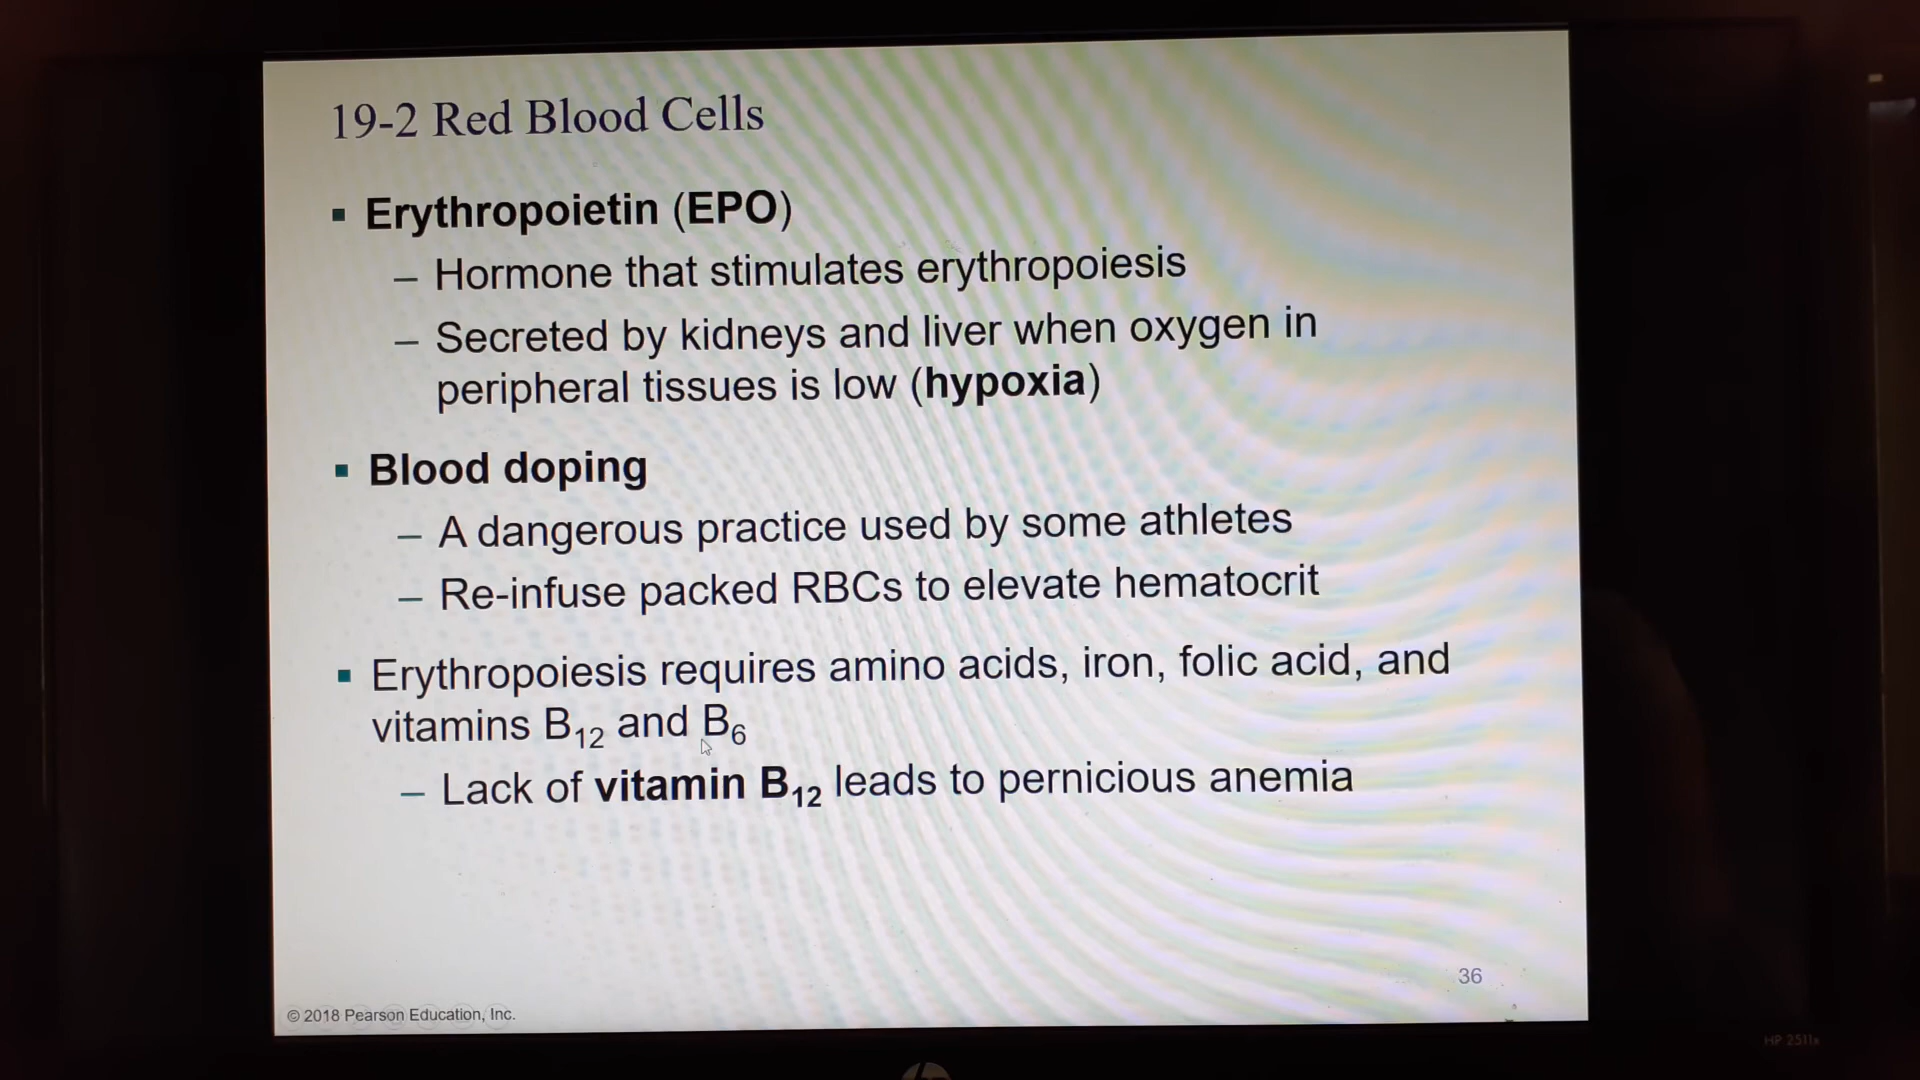 19-2 Red Blood Cells
▪ Erythropoietin (EPO)
– Hormone that stimulates erythropoiesis
– Secreted by kidneys and liver when oxygen in
peripheral tissues is low (hypoxia)
▪ Blood doping
– A dangerous practice used by some athletes
– Re-infuse packed RBCs to elevate hematocrit
▪ Erythropoiesis requires amino acids, iron, folic acid, and
vitamins B₁₂ and B₆
– Lack of vitamin B₁₂ leads to pernicious anemia
36
© 2018 Pearson Education, Inc.
HP 2511x
hp